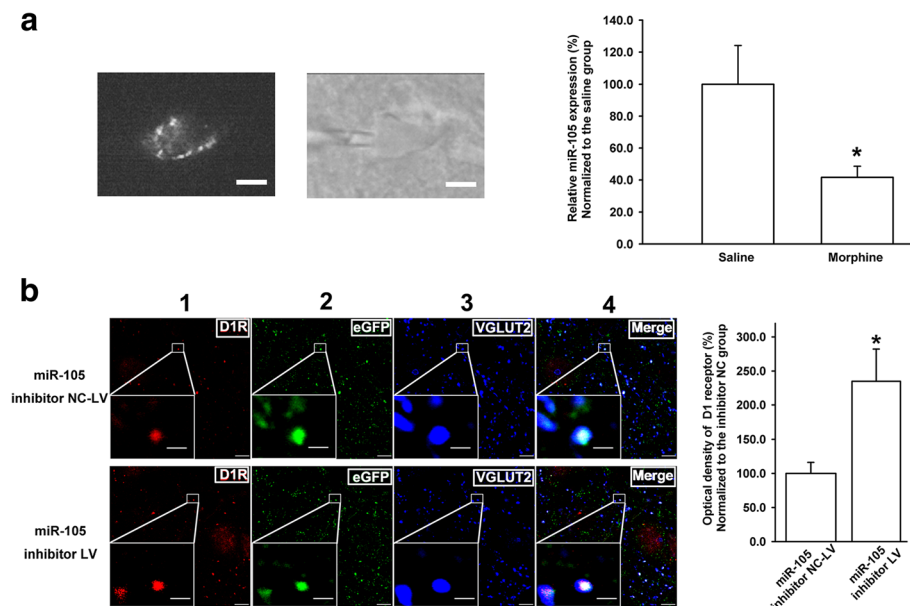 a
Relative miR-105 expression (%)
Normalized to the saline group
140.0
120.0
100.0
80.0
60.0
40.0
20.0
0.0
*
Saline
Morphine
b
1
2
3
4
miR-105
inhibitor NC-LV
D1R
eGFP
VGLUT2
Merge
miR-105
inhibitor LV
D1R
eGFP
VGLUT2
Merge
Optical density of D1 receptor (%)
Normalized to the inhibitor NC group
300.0
250.0
200.0
150.0
100.0
50.0
0.0
*
miR-105
inhibitor NC-LV
miR-105
inhibitor LV